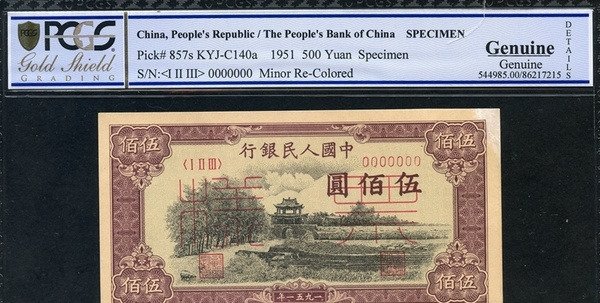 PCGS
Gold Shield
GRADING
China, People's Republic / The People's Bank of China SPECIMEN
Pick# 857s KYJ-C140a 1951 500 Yuan Specimen
S/N:<I II III> 0000000 Minor Re-Colored
Genuine
Genuine
544985.00/86217215
DETAILS
佰伍
行銀民人國中
佰伍
〈I II III〉
0000000
圓佰伍
佰伍
年一五九一
佰伍